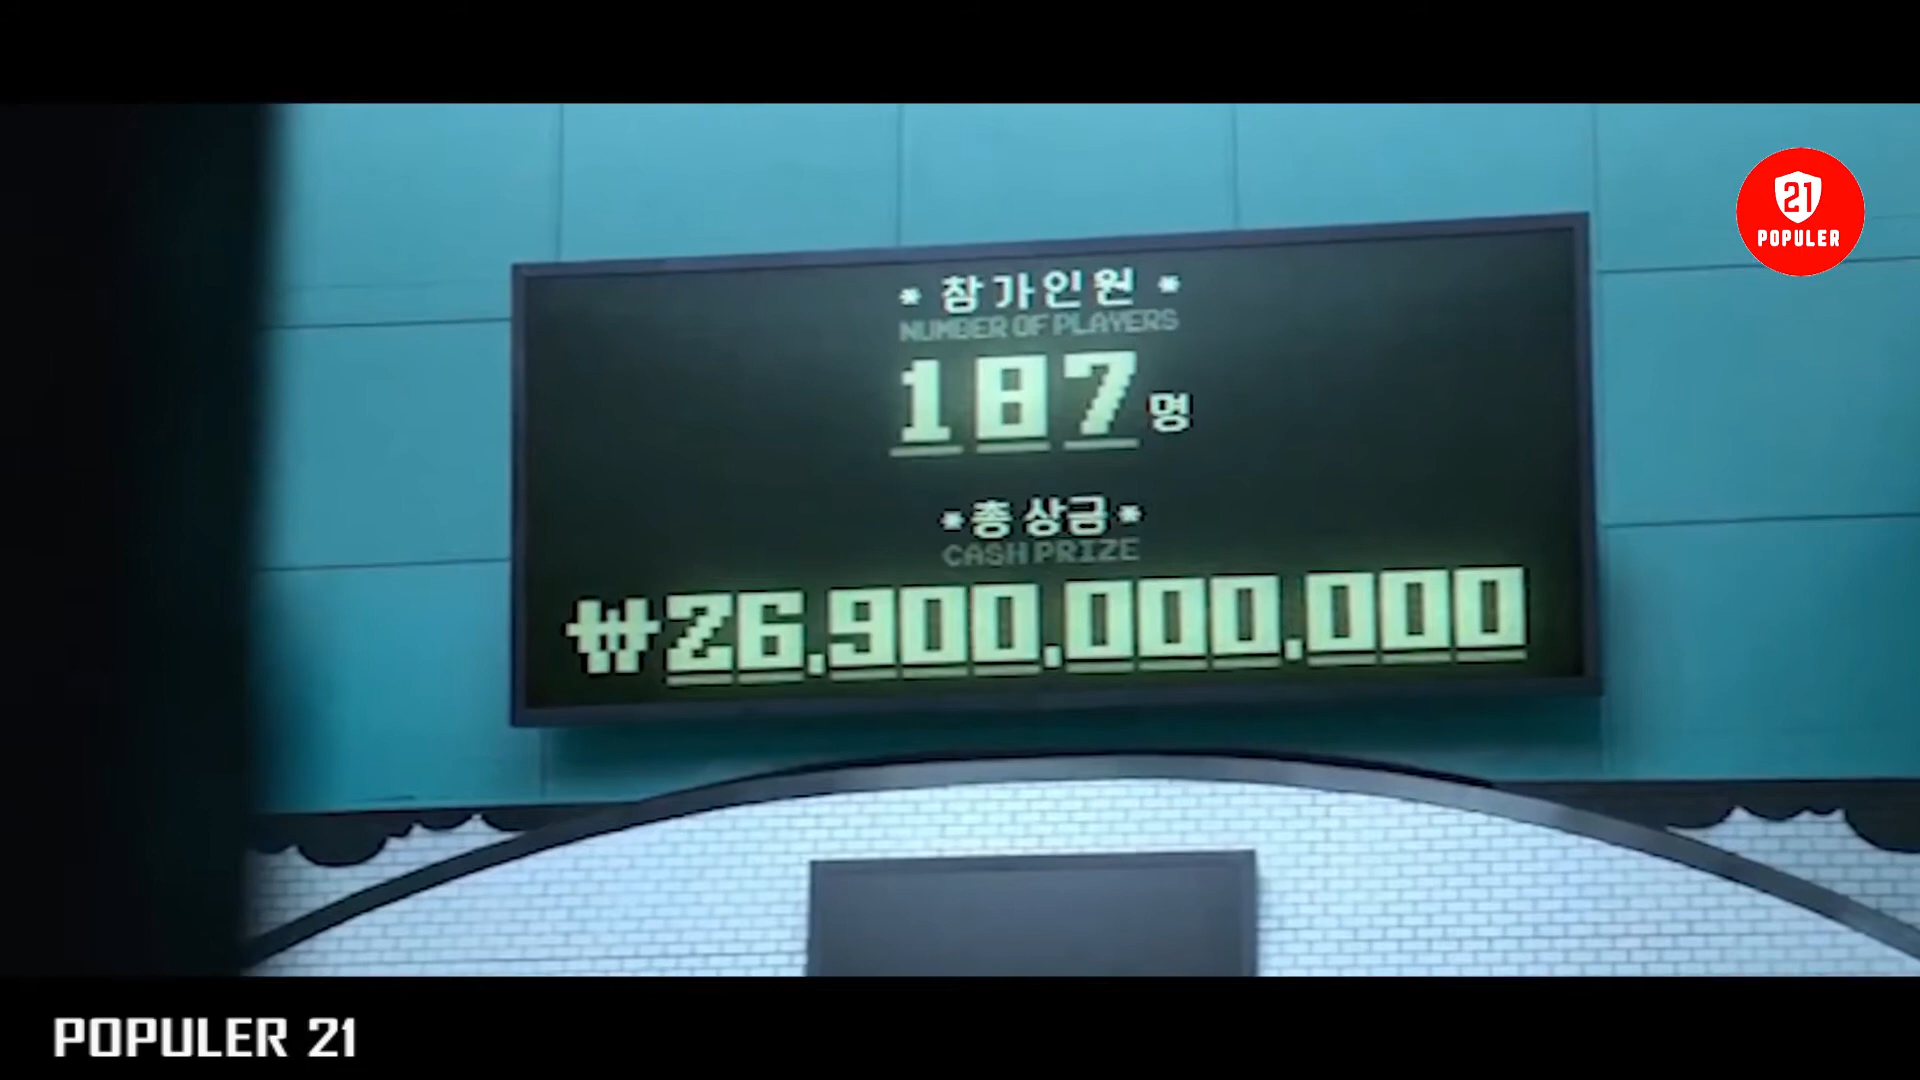 * 참가인원 *
NUMBER OF PLAYERS
187 명
* 총상금 *
CASH PRIZE
₩26,900,000,000
21
POPULER
POPULER 21